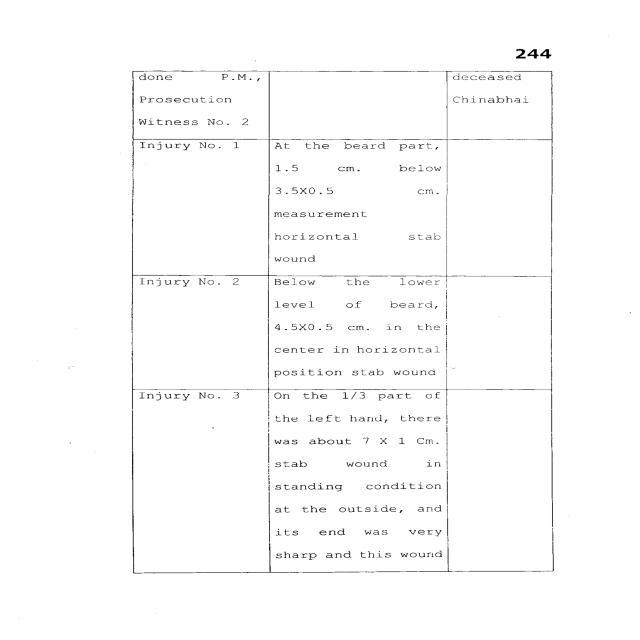 244
done P.M., deceased
Prosecution Chinabhai
Witness No. 2
Injury No. 1 At the beard part,
1.5 cm. below
3.5X0.5 cm.
measurement
horizontal stab
wound
Injury No. 2 Below the lower
level of beard,
4.5X0.5 cm. in the
center in horizontal
position stab wound
Injury No. 3 On the 1/3 part of
the left hand, there
was about 7 X 1 Cm.
stab wound in
standing condition
at the outside, and
its end was very
sharp and this wound